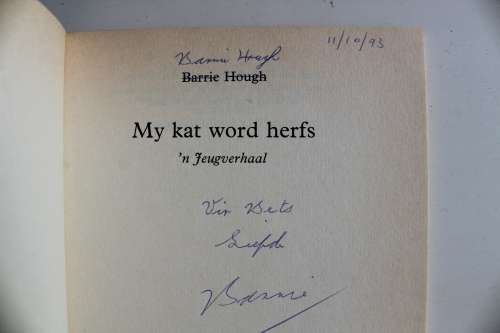 Barrie Hough 11/10/93
Barrie Hough
My kat word herfs
'n Jeugverhaal
Vir Bets
Liefde
Barrie